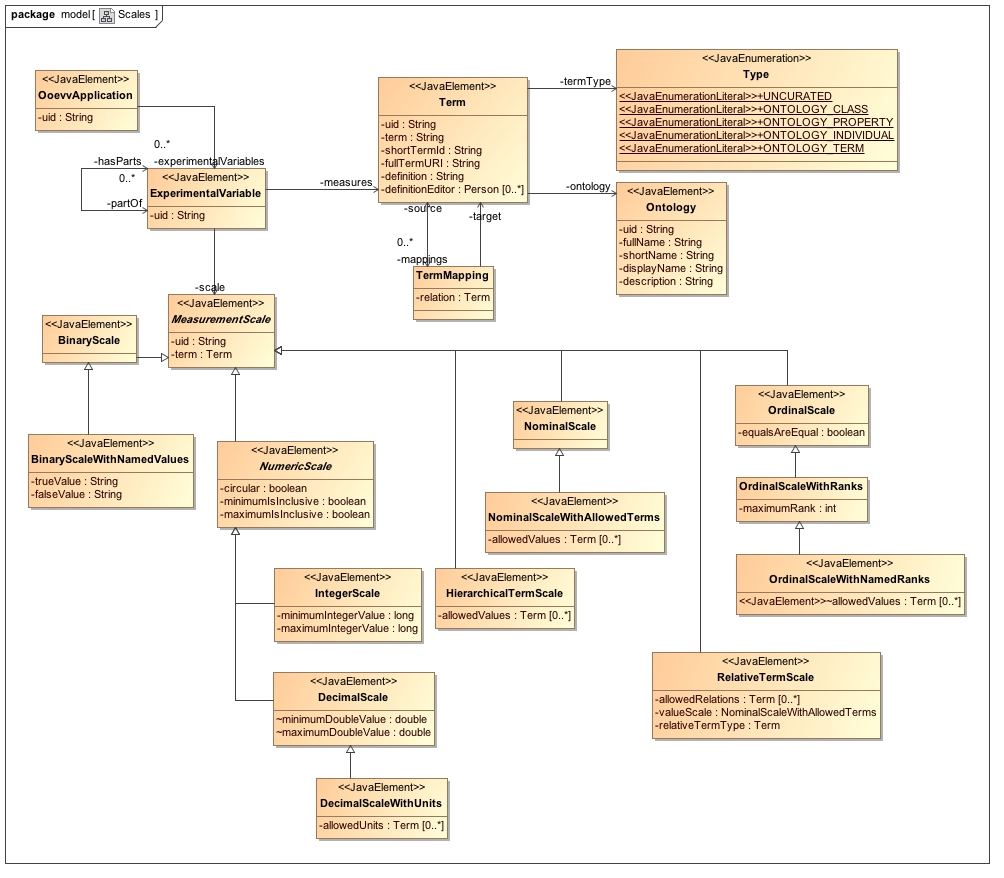 package model[ Scales ]
<<JavaElement>>
OoevvApplication
-uid : String
0..*
-experimentalVariables
-hasParts
0..*
-partOf
<<JavaElement>>
ExperimentalVariable
-uid : String
-measures
<<JavaElement>>
Term
-uid : String
-term : String
-shortTermId : String
-fullTermURI : String
-definition : String
-definitionEditor : Person [0..*]
-termType
<<JavaEnumeration>>
Type
<<JavaEnumerationLiteral>>+UNCURATED
<<JavaEnumerationLiteral>>+ONTOLOGY_CLASS
<<JavaEnumerationLiteral>>+ONTOLOGY_PROPERTY
<<JavaEnumerationLiteral>>+ONTOLOGY_INDIVIDUAL
<<JavaEnumerationLiteral>>+ONTOLOGY_TERM
-ontology
<<JavaElement>>
Ontology
-uid : String
-fullName : String
-shortName : String
-displayName : String
-description : String
-source
-target
0..*
-mappings
TermMapping
-relation : Term
-scale
<<JavaElement>>
MeasurementScale
-uid : String
-term : Term
<<JavaElement>>
BinaryScale
<<JavaElement>>
BinaryScaleWithNamedValues
-trueValue : String
-falseValue : String
<<JavaElement>>
NumericScale
-circular : boolean
-minimumIsInclusive : boolean
-maximumIsInclusive : boolean
<<JavaElement>>
NominalScale
<<JavaElement>>
NominalScaleWithAllowedTerms
-allowedValues : Term [0..*]
<<JavaElement>>
OrdinalScale
-equalsAreEqual : boolean
OrdinalScaleWithRanks
-maximumRank : int
<<JavaElement>>
OrdinalScaleWithNamedRanks
<<JavaElement>>~allowedValues : Term [0..*]
<<JavaElement>>
IntegerScale
-minimumIntegerValue : long
-maximumIntegerValue : long
<<JavaElement>>
HierarchicalTermScale
-allowedValues : Term [0..*]
<<JavaElement>>
RelativeTermScale
-allowedRelations : Term [0..*]
-valueScale : NominalScaleWithAllowedTerms
-relativeTermType : Term
<<JavaElement>>
DecimalScale
~minimumDoubleValue : double
~maximumDoubleValue : double
<<JavaElement>>
DecimalScaleWithUnits
-allowedUnits : Term [0..*]